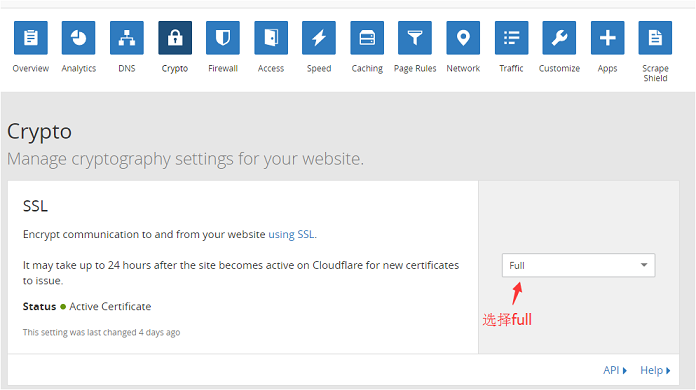 Overview Analytics DNS Crypto Firewall Access Speed Caching Page Rules Network Traffic Customize Apps Scrape Shield
Crypto
Manage cryptography settings for your website.
SSL
Encrypt communication to and from your website using SSL.
It may take up to 24 hours after the site becomes active on Cloudflare for new certificates
to issue.
Status Active Certificate
This setting was last changed 4 days ago
Full
选择full
API Help